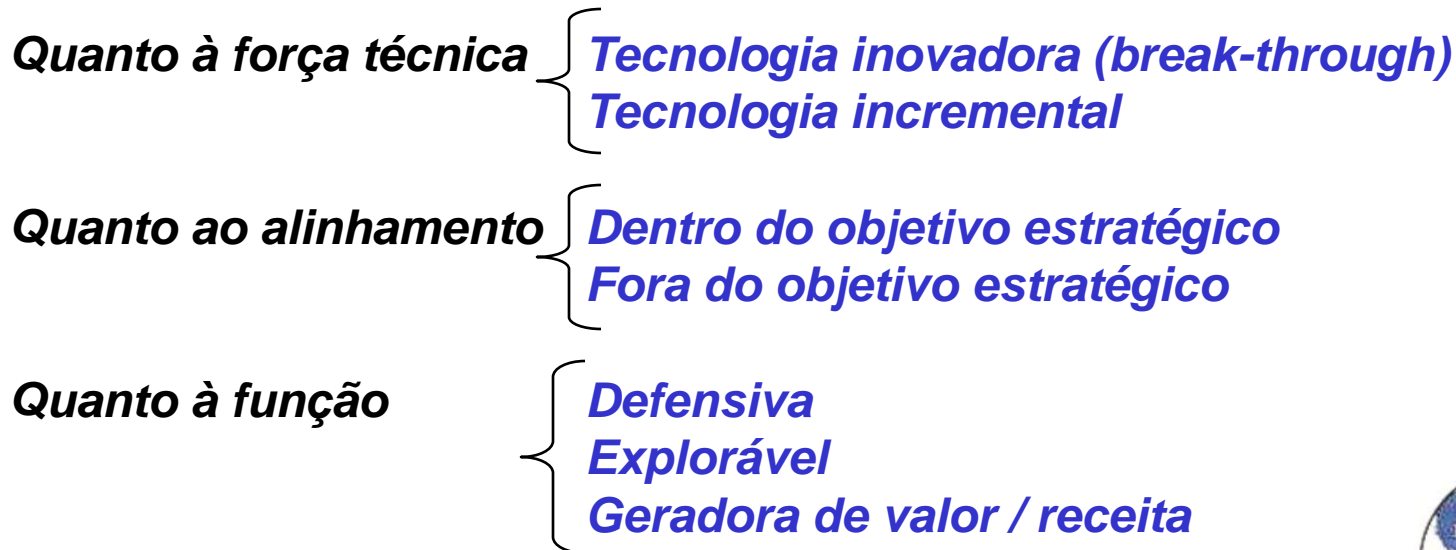 Quanto à força técnica Tecnologia inovadora (break-through)
Tecnologia incremental
Quanto ao alinhamento Dentro do objetivo estratégico
Fora do objetivo estratégico
Quanto à função Defensiva
Explorável
Geradora de valor / receita